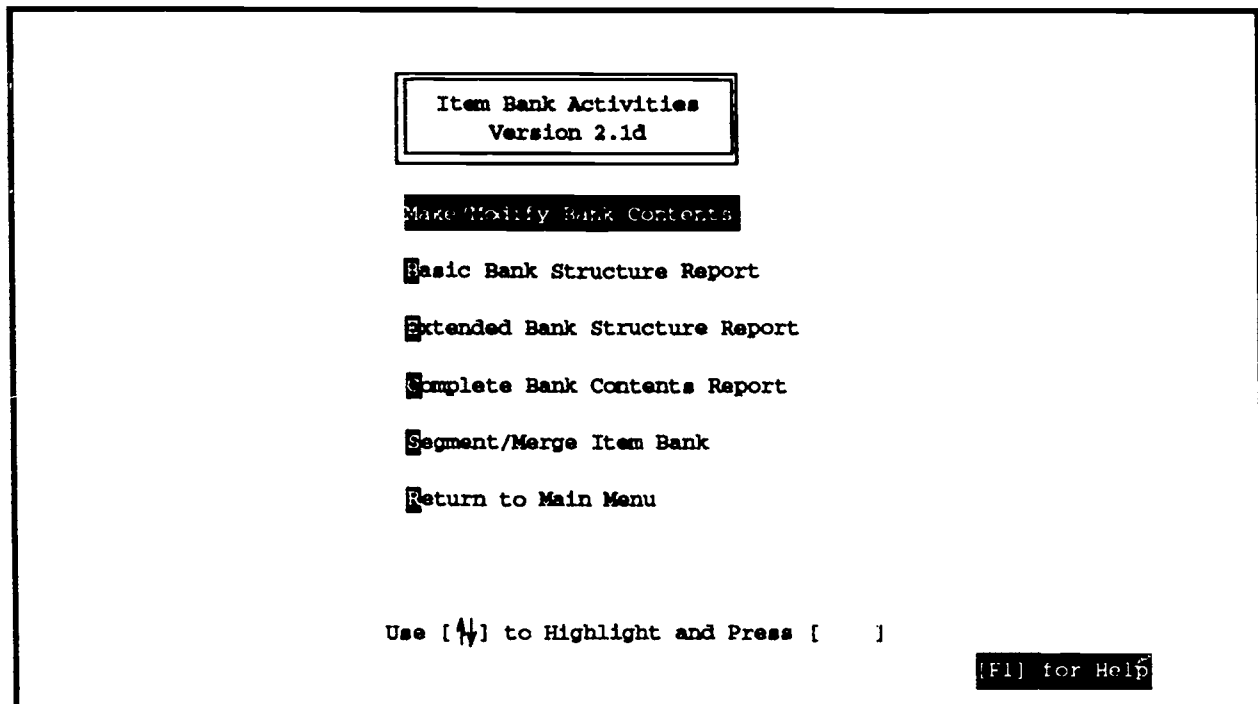 Item Bank Activities
Version 2.1d
Make/Modify Bank Contents
Basic Bank Structure Report
Extended Bank Structure Report
Complete Bank Contents Report
Segment/Merge Item Bank
Return to Main Menu
Use [↑↓] to Highlight and Press [    ]
[F1] for Help